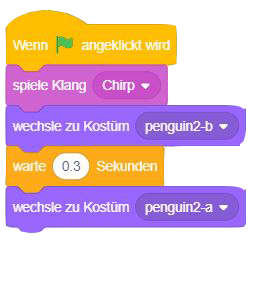 Wenn angeklickt wird
spiele Klang Chirp
wechsle zu Kostüm penguin2-b
warte 0.3 Sekunden
wechsle zu Kostüm penguin2-a